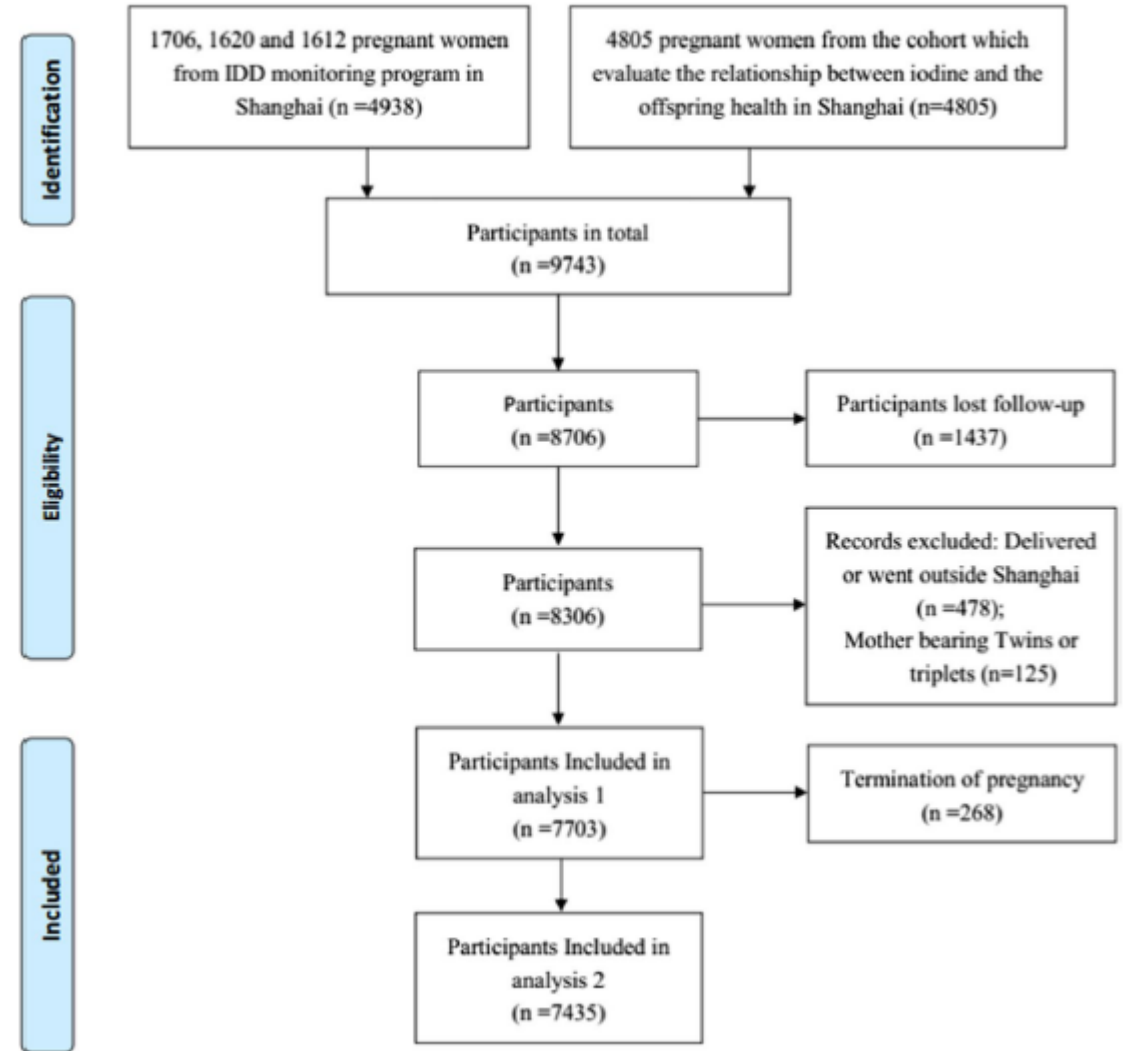 Identification
1706, 1620 and 1612 pregnant women
from IDD monitoring program in
Shanghai (n =4938)
4805 pregnant women from the cohort which
evaluate the relationship between iodine and the
offspring health in Shanghai (n=4805)
Participants in total
(n =9743)
Eligibility
Participants
(n =8706)
Participants lost follow-up
(n =1437)
Participants
(n =8306)
Records excluded: Delivered
or went outside Shanghai
(n =478);
Mother bearing Twins or
triplets (n=125)
Included
Participants Included in
analysis 1
(n =7703)
Termination of pregnancy
(n =268)
Participants Included in
analysis 2
(n =7435)